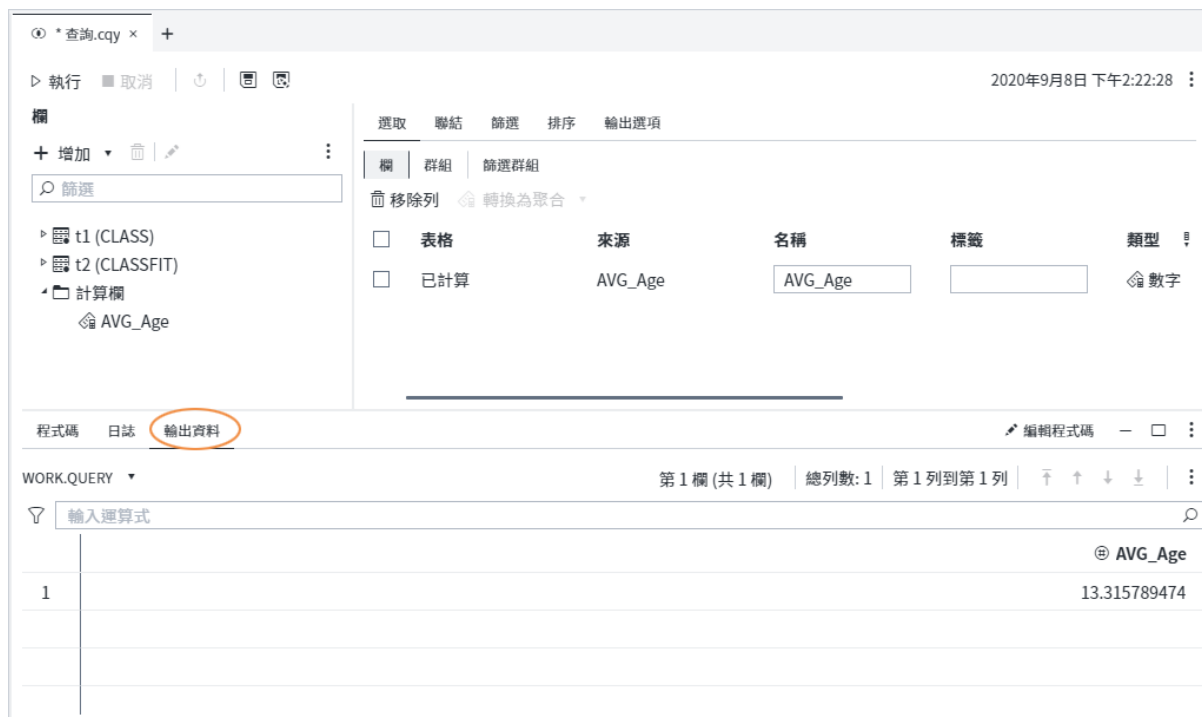 * 查詢.cqy × +
執行 取消 2020年9月8日 下午2:22:28
欄
+ 增加
篩選
t1 (CLASS)
t2 (CLASSFIT)
計算欄
AVG_Age
選取 聯結 篩選 排序 輸出選項
欄 群組 篩選群組
移除列 轉換為聚合
表格 來源 名稱 標籤 類型
已計算 AVG_Age AVG_Age 數字
程式碼 日誌 輸出資料 編輯程式碼
WORK.QUERY 第 1 欄 (共 1 欄) 總列數: 1 第 1 列到第 1 列
輸入運算式
AVG_Age
1 13.315789474